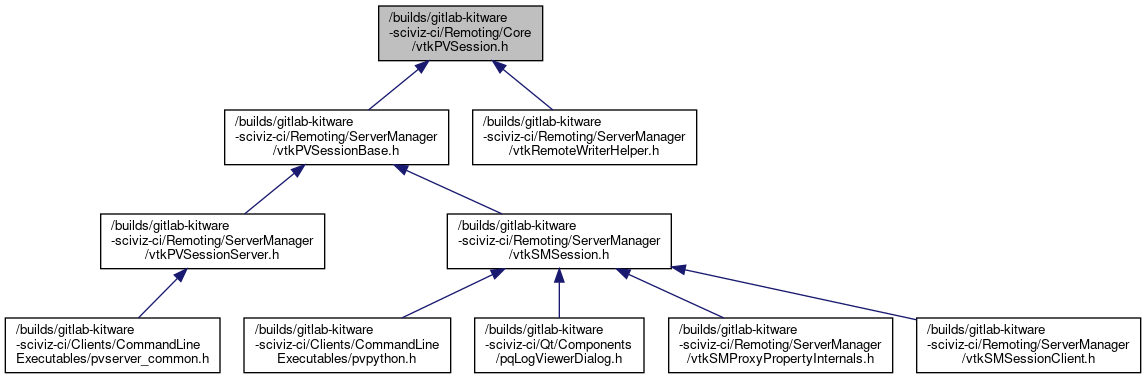 /builds/gitlab-kitware
-sciviz-ci/Remoting/Core
/vtkPVSession.h
/builds/gitlab-kitware
-sciviz-ci/Remoting/ServerManager
/vtkPVSessionBase.h
/builds/gitlab-kitware
-sciviz-ci/Remoting/ServerManager
/vtkRemoteWriterHelper.h
/builds/gitlab-kitware
-sciviz-ci/Remoting/ServerManager
/vtkPVSessionServer.h
/builds/gitlab-kitware
-sciviz-ci/Remoting/ServerManager
/vtkSMSession.h
/builds/gitlab-kitware
-sciviz-ci/Clients/CommandLine
Executables/pvserver_common.h
/builds/gitlab-kitware
-sciviz-ci/Clients/CommandLine
Executables/pvpython.h
/builds/gitlab-kitware
-sciviz-ci/Qt/Components
/pqLogViewerDialog.h
/builds/gitlab-kitware
-sciviz-ci/Remoting/ServerManager
/vtkSMProxyPropertyInternals.h
/builds/gitlab-kitware
-sciviz-ci/Remoting/ServerManager
/vtkSMSessionClient.h